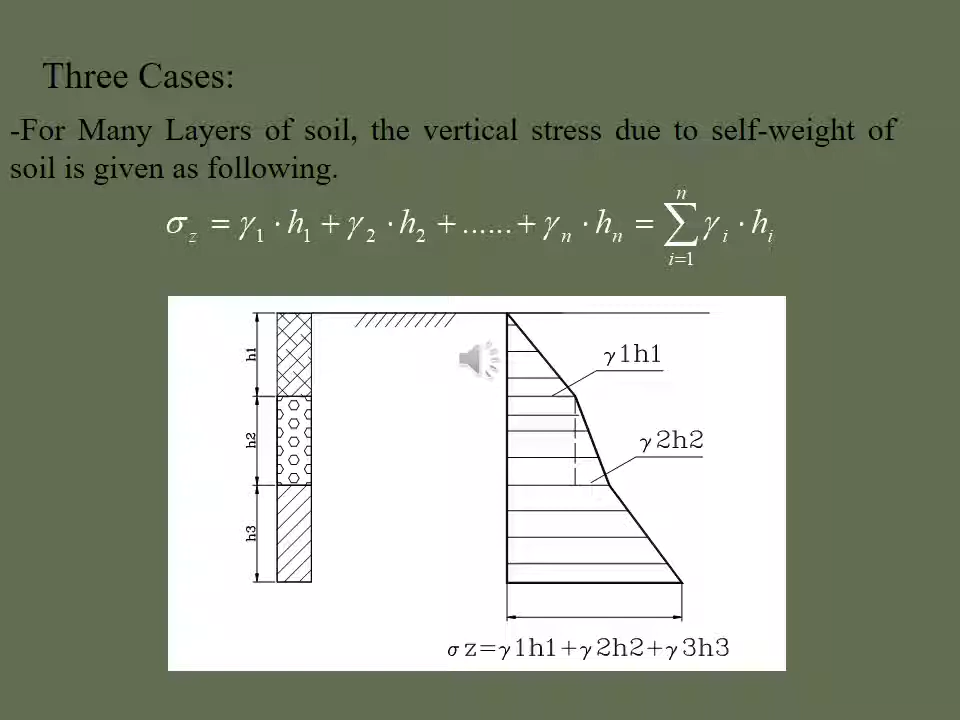 Three Cases:
-For Many Layers of soil, the vertical stress due to self-weight of
soil is given as following.
σz = γ1 · h1 + γ2 · h2 + ...... + γn · hn = ∑_{i=1}^{n} γi · hi
h1
h2
h3
γ1h1
γ2h2
σz=γ1h1+γ2h2+γ3h3